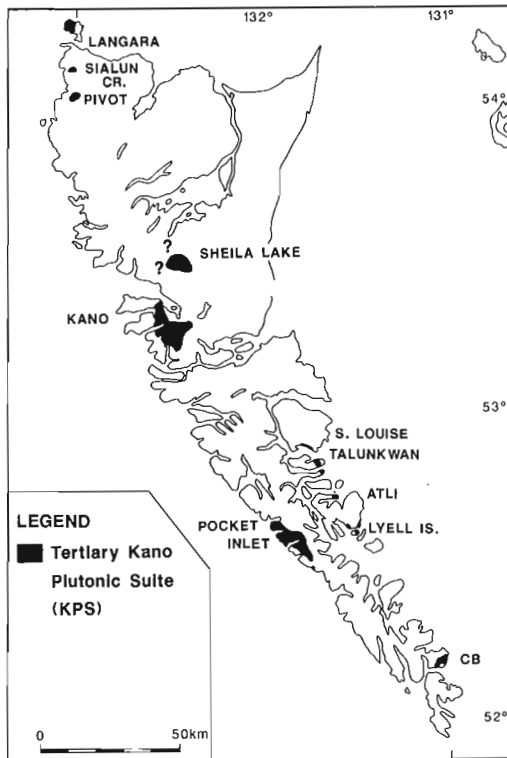 132°
131°
LANGARA
SIALUN
CR.
PIVOT
54°
?
SHEILA LAKE
?
KANO
53°
S. LOUISE
TALUNKWAN
ATLI
POCKET
INLET
LYELL IS.
LEGEND
Tertiary Kano
Plutonic Suite
(KPS)
CB
52°
0
50km